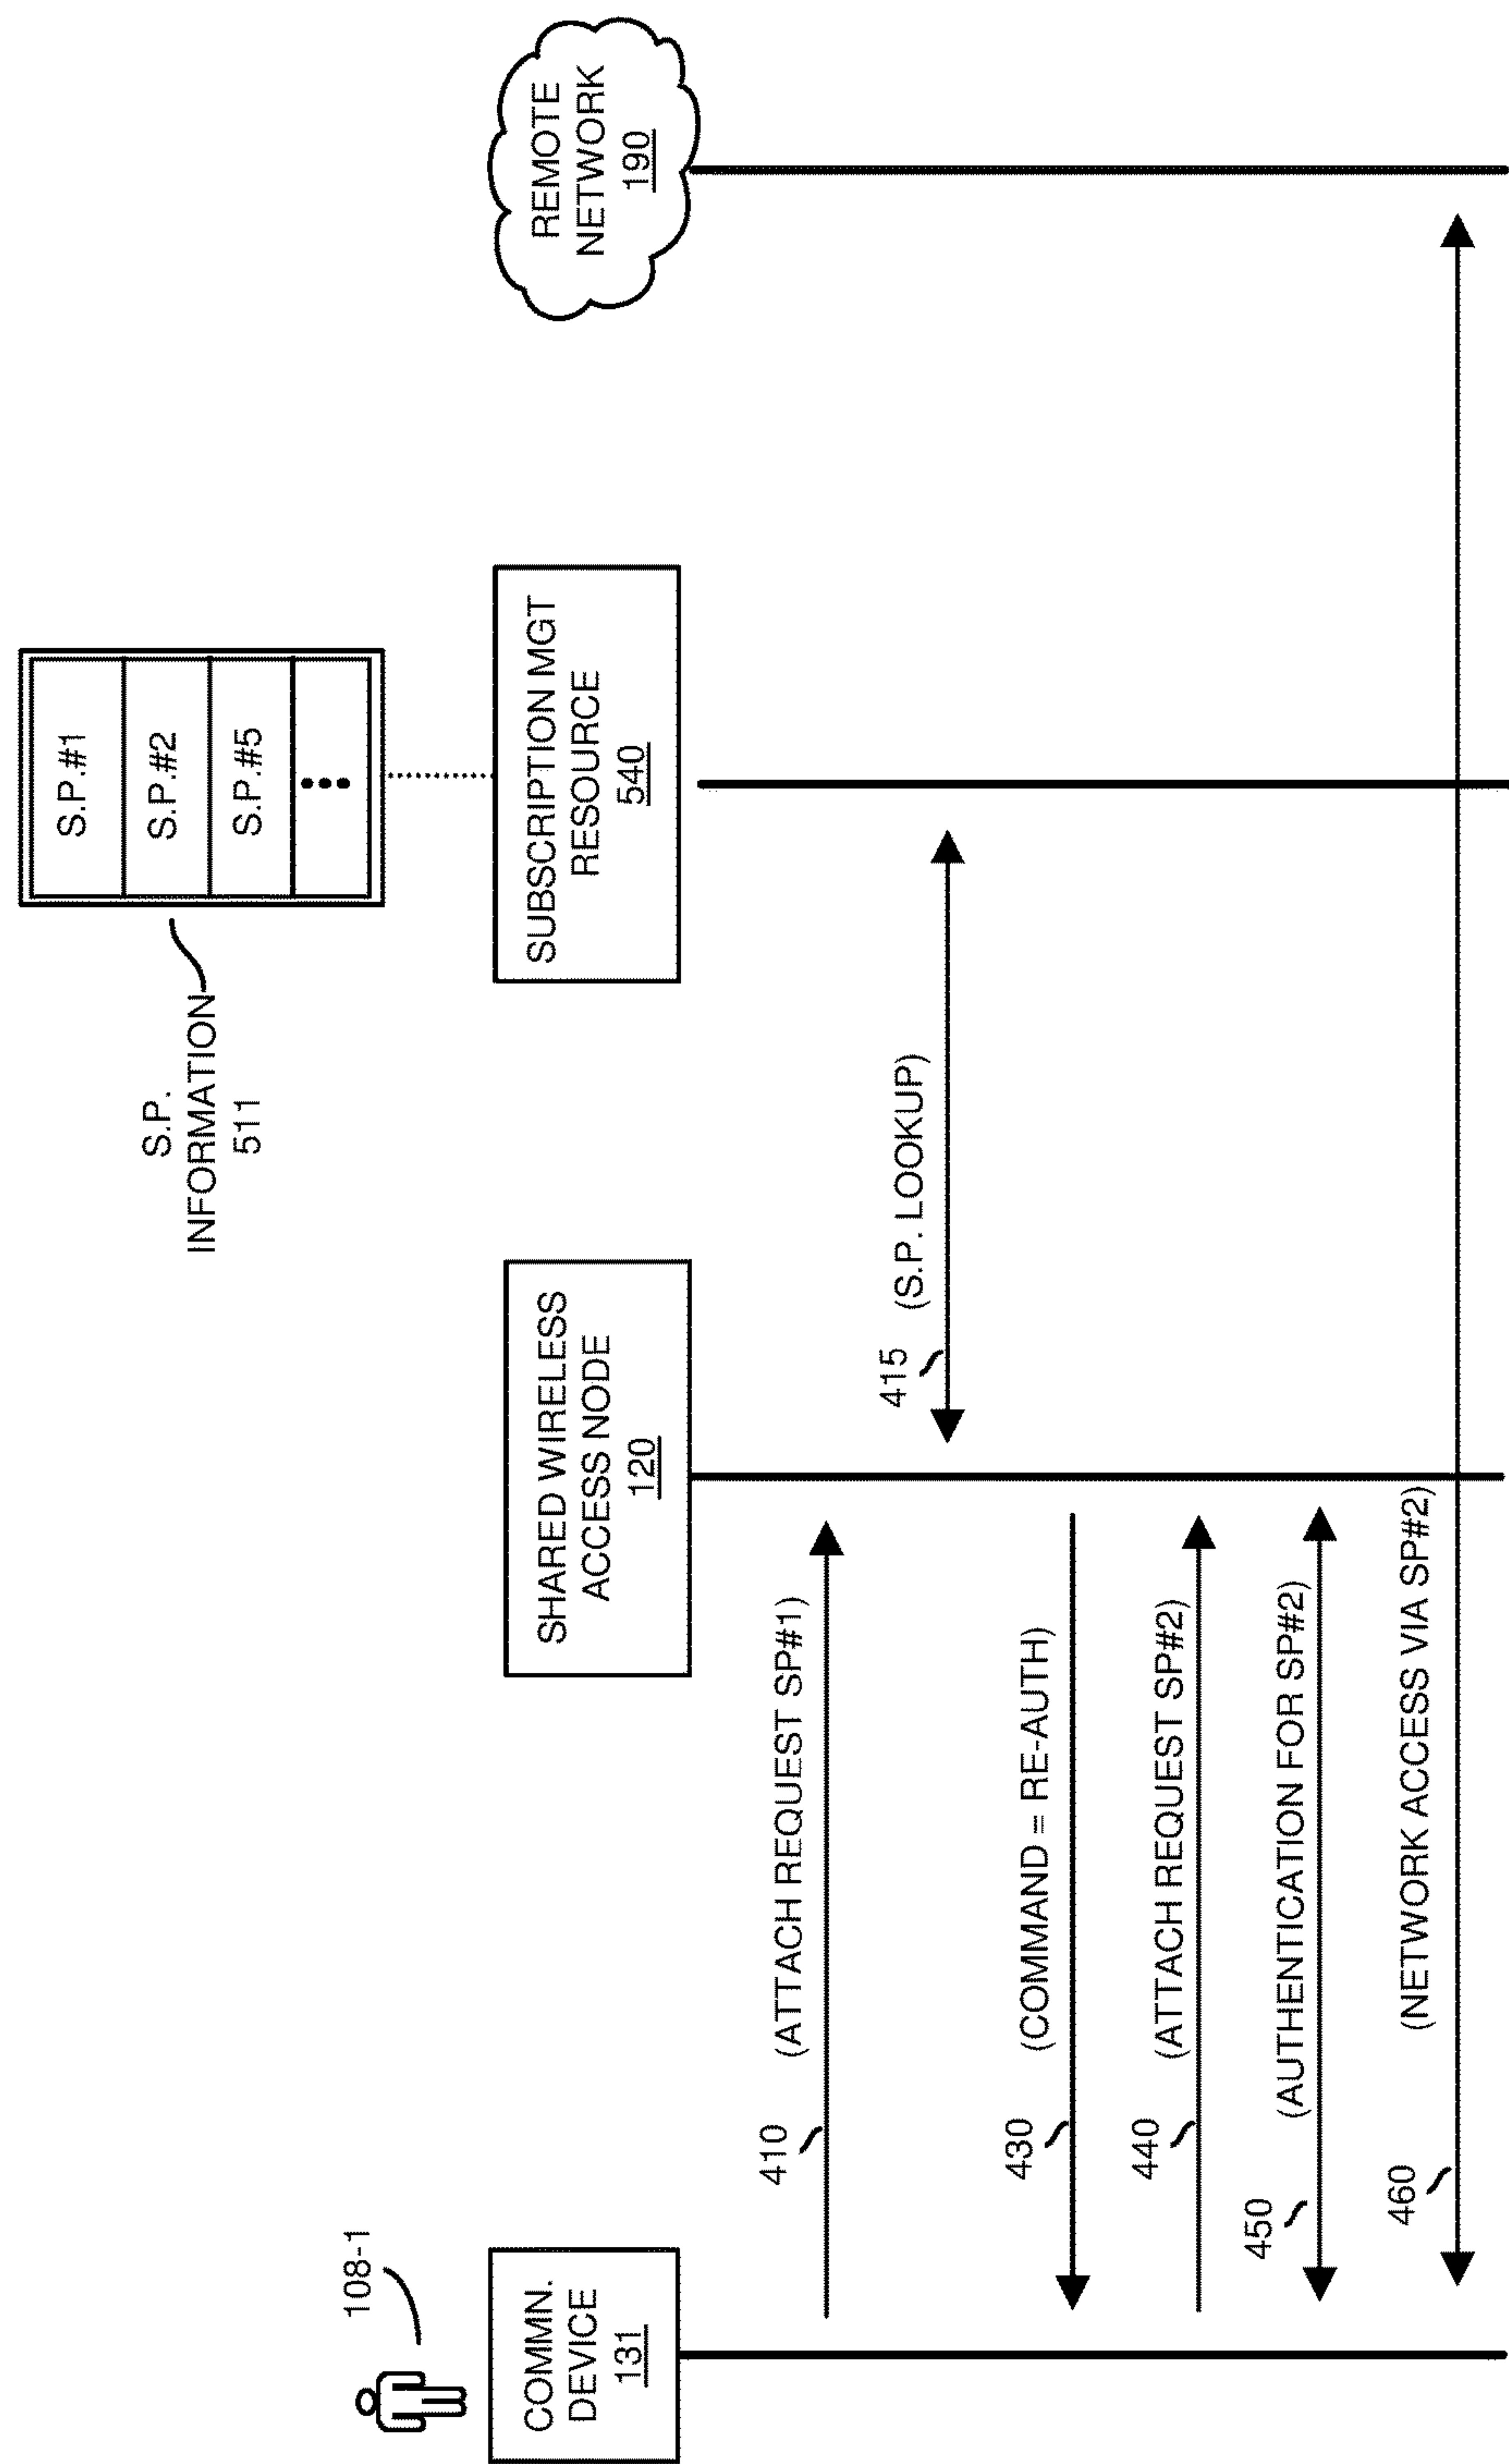 108-1
COMMN.
DEVICE
131
SHARED WIRELESS
ACCESS NODE
120
S.P.
INFORMATION
511
S.P.#1
S.P.#2
S.P.#5
SUBSCRIPTION MGT
RESOURCE
540
REMOTE
NETWORK
190
410
(ATTACH REQUEST SP#1)
415
(S.P. LOOKUP)
430
(COMMAND = RE-AUTH)
440
(ATTACH REQUEST SP#2)
450
(AUTHENTICATION FOR SP#2)
460
(NETWORK ACCESS VIA SP#2)